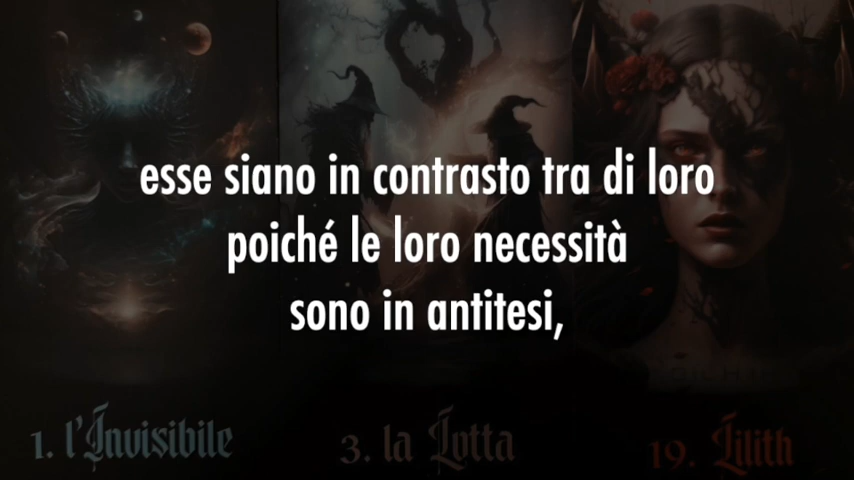 esse siano in contrasto tra di loro
poiché le loro necessità
sono in antitesi,
1. l'Invisibile
3. la Lotta
19. Lilith